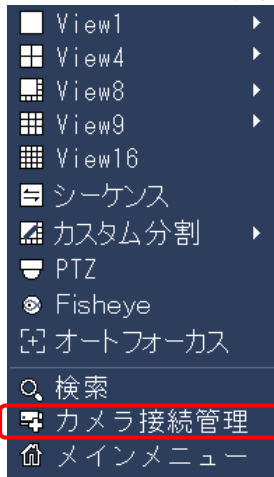 View1
View4
View8
View9
View16
シーケンス
カスタム分割
PTZ
Fisheye
オートフォーカス
検索
カメラ接続管理
メインメニュー